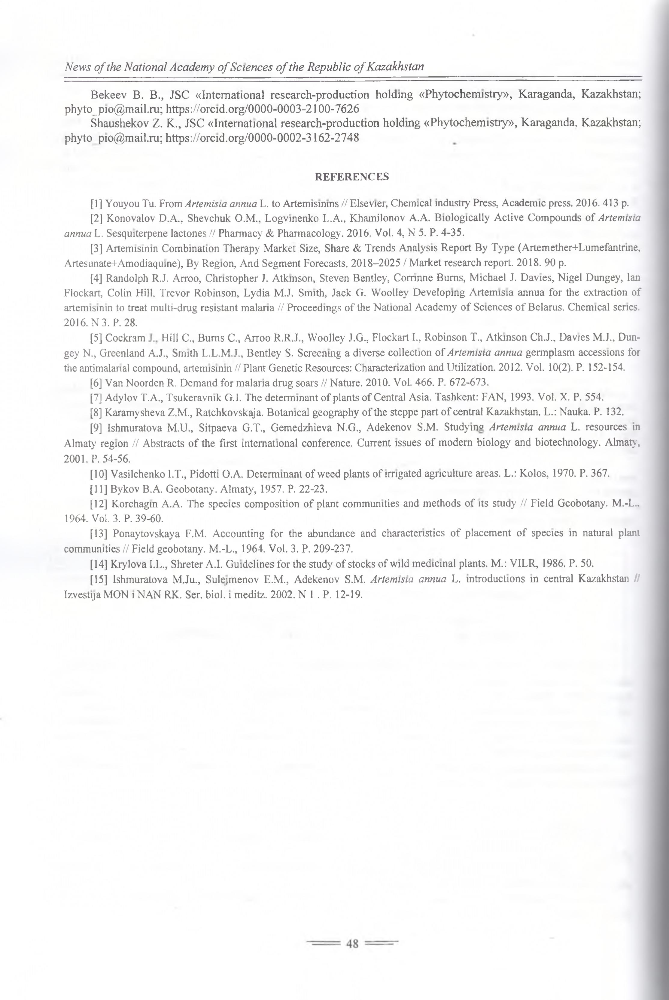 News of the National Academy of Sciences of the Republic of Kazakhstan
Bekeev B. B., JSC «International research-production holding «Phytochemistry», Karaganda, Kazakhstan;
phyto_pio@mail.ru; https://orcid.org/0000-0003-2100-7626
Shaushekov Z. K., JSC «International research-production holding «Phytochemistry», Karaganda, Kazakhstan;
phyto_pio@mail.ru; https://orcid.org/0000-0002-3162-2748
REFERENCES
[1] Youyou Tu. From Artemisia annua L. to Artemisinins // Elsevier, Chemical industry Press, Academic press. 2016. 413 p.
[2] Konovalov D.A., Shevchuk O.M., Logvinenko L.A., Khamilonov A.A. Biologically Active Compounds of Artemisia
annua L. Sesquiterpene lactones // Pharmacy & Pharmacology. 2016. Vol. 4, N 5. P. 4-35.
[3] Artemisinin Combination Therapy Market Size, Share & Trends Analysis Report By Type (Artemether+Lumefantrine,
Artesunate+Amodiaquine), By Region, And Segment Forecasts, 2018–2025 / Market research report. 2018. 90 p.
[4] Randolph R.J. Arroo, Christopher J. Atkinson, Steven Bentley, Corrinne Burns, Michael J. Davies, Nigel Dungey, Ian
Flockart, Colin Hill, Trevor Robinson, Lydia M.J. Smith, Jack G. Woolley Developing Artemisia annua for the extraction of
artemisinin to treat multi-drug resistant malaria // Proceedings of the National Academy of Sciences of Belarus. Chemical series.
2016. N 3. P. 28.
[5] Cockram J., Hill C., Burns C., Arroo R.R.J., Woolley J.G., Flockart I., Robinson T., Atkinson Ch.J., Davies M.J., Dun-
gey N., Greenland A.J., Smith L.L.M.J., Bentley S. Screening a diverse collection of Artemisia annua germplasm accessions for
the antimalarial compound, artemisinin // Plant Genetic Resources: Characterization and Utilization. 2012. Vol. 10(2). P. 152-154.
[6] Van Noorden R. Demand for malaria drug soars // Nature. 2010. Vol. 466. P. 672-673.
[7] Adylov T.A., Tsukeravnik G.I. The determinant of plants of Central Asia. Tashkent: FAN, 1993. Vol. X. P. 554.
[8] Karamysheva Z.M., Ratchkovskaja. Botanical geography of the steppe part of central Kazakhstan. L.: Nauka. P. 132.
[9] Ishmuratova M.U., Sitpaeva G.T., Gemedzhieva N.G., Adekenov S.M. Studying Artemisia annua L. resources in
Almaty region // Abstracts of the first international conference. Current issues of modern biology and biotechnology. Almaty,
2001. P. 54-56.
[10] Vasilchenko I.T., Pidotti O.A. Determinant of weed plants of irrigated agriculture areas. L.: Kolos, 1970. P. 367.
[11] Bykov B.A. Geobotany. Almaty, 1957. P. 22-23.
[12] Korchagin A.A. The species composition of plant communities and methods of its study // Field Geobotany. M.-L.,
1964. Vol. 3. P. 39-60.
[13] Ponaytovskaya F.M. Accounting for the abundance and characteristics of placement of species in natural plant
communities // Field geobotany. M.-L., 1964. Vol. 3. P. 209-237.
[14] Krylova I.L., Shreter A.I. Guidelines for the study of stocks of wild medicinal plants. M.: VILR, 1986. P. 50.
[15] Ishmuratova M.Ju., Sulejmenov E.M., Adekenov S.M. Artemisia annua L. introductions in central Kazakhstan //
Izvestija MON i NAN RK. Ser. biol. i meditz. 2002. N 1 . P. 12-19.
48